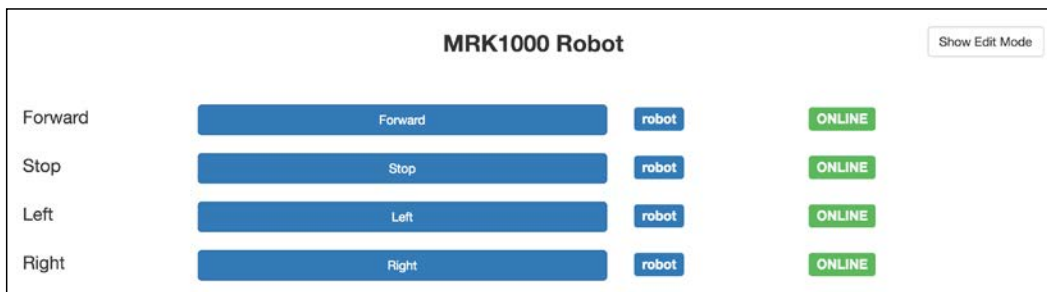 MRK1000 Robot Show Edit Mode
Forward Forward robot ONLINE
Stop Stop robot ONLINE
Left Left robot ONLINE
Right Right robot ONLINE